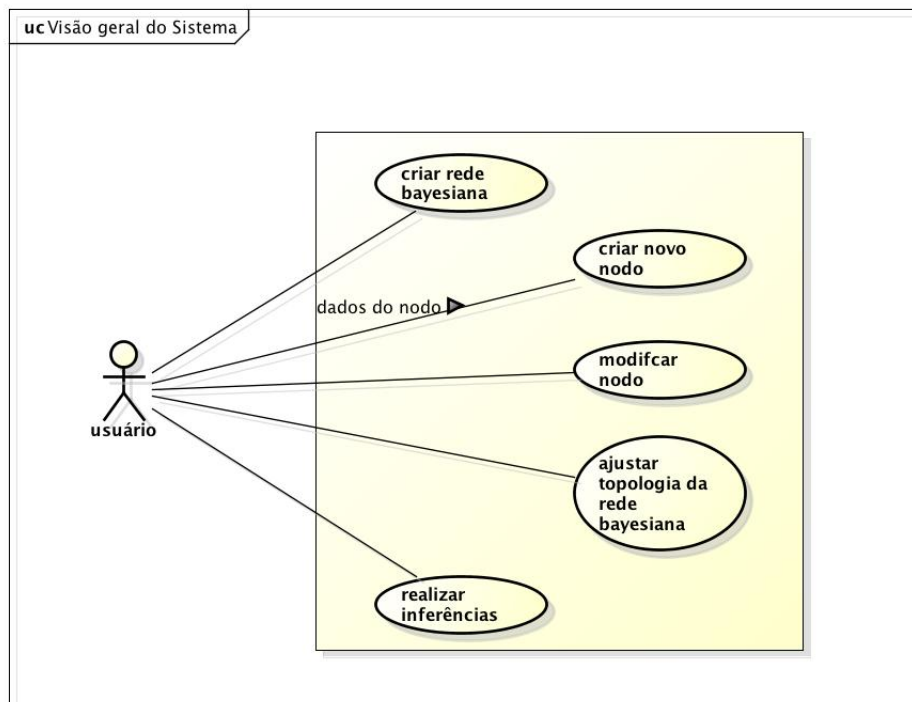 uc Visão geral do Sistema
criar rede
bayesiana
criar novo
nodo
dados do nodo
modifcar
nodo
usuário
ajustar
topologia da
rede
bayesiana
realizar
inferências